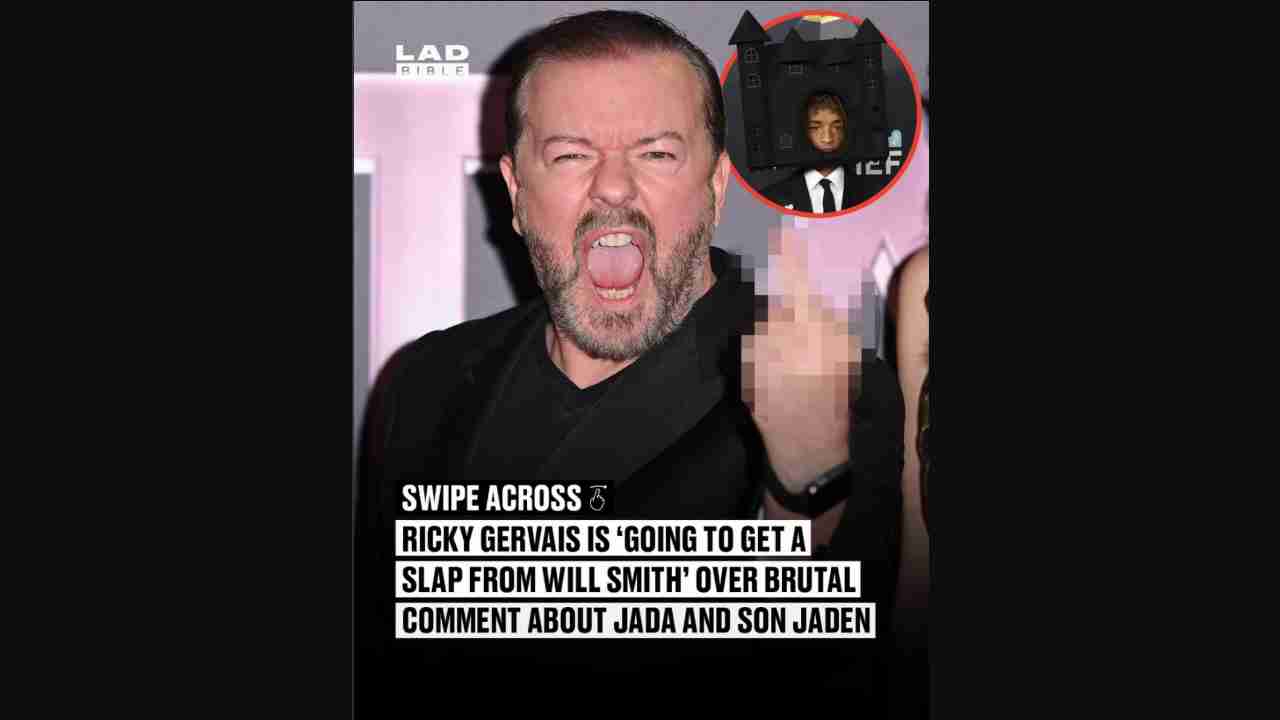 LAD
BIBLE
IEF
SWIPE ACROSS
RICKY GERVAIS IS ‘GOING TO GET A
SLAP FROM WILL SMITH’ OVER BRUTAL
COMMENT ABOUT JADA AND SON JADEN